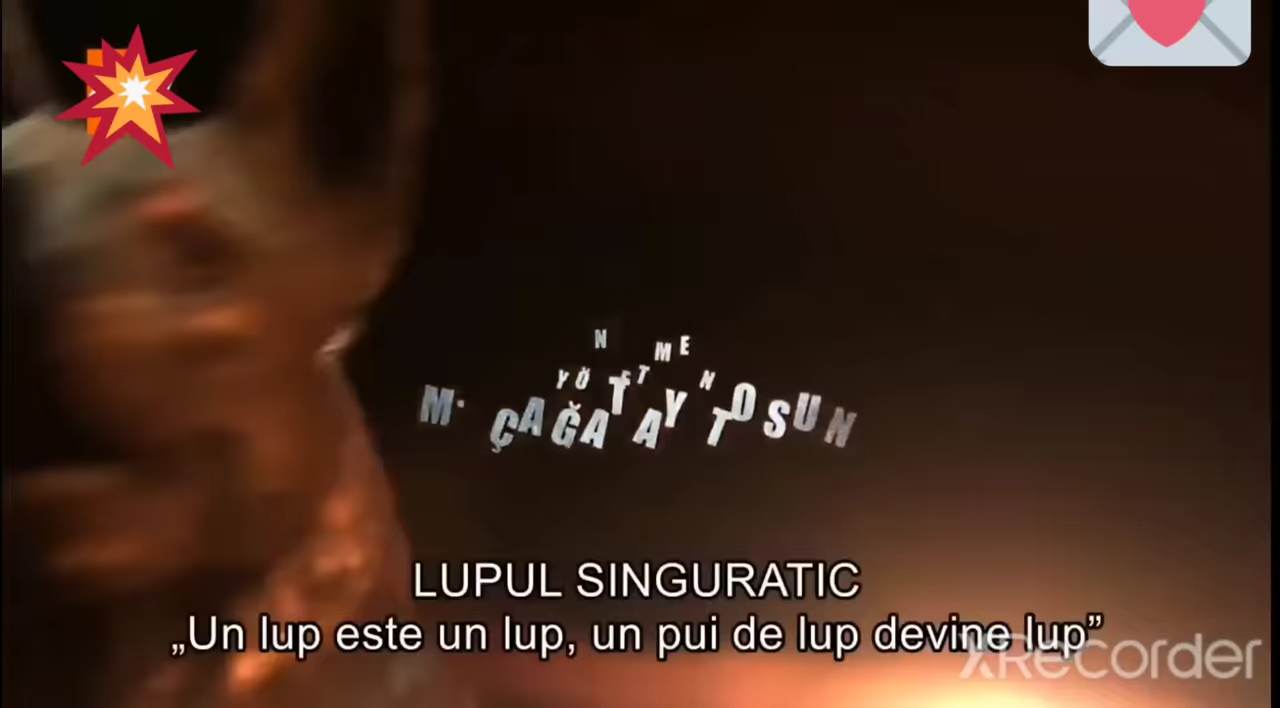 YÖNETMEN
M. ÇAĞATAY TOSUN
LUPUL SINGURATIC
„Un lup este un lup, un pui de lup devine lup”
XRecorder